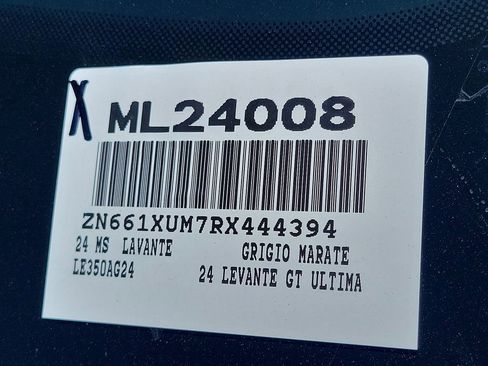 X ML24008
ZN661XUM7RX444394
24 MS LAVANTE GRIGIO MARATE
LE350AG24 24 LEVANTE GT ULTIMA